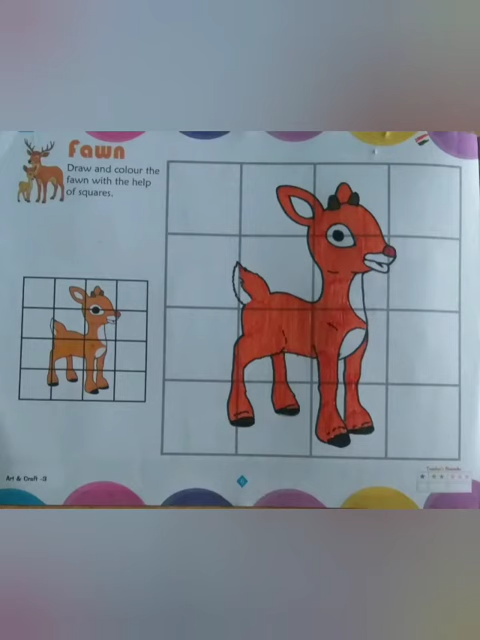 Fawn
Draw and colour the
fawn with the help
of squares.
Art & Craft -3